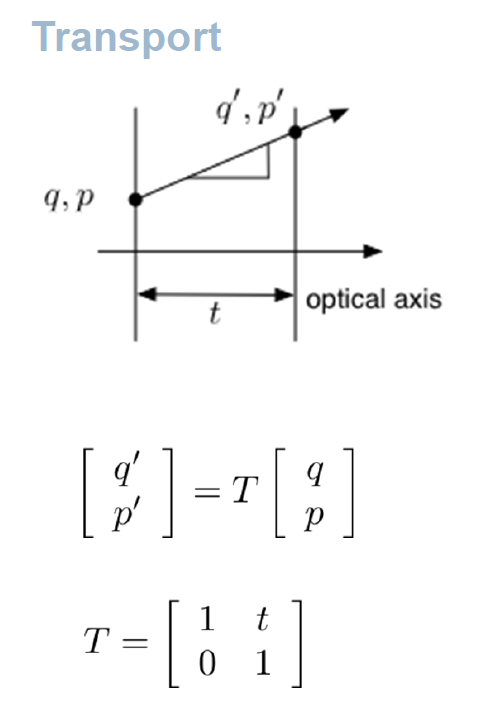 Transport
q′, p′
q, p
t
optical axis
[ q′ ] = T [ q ]
[ p′ ] [ p ]
T = [ 1 t ]
[ 0 1 ]